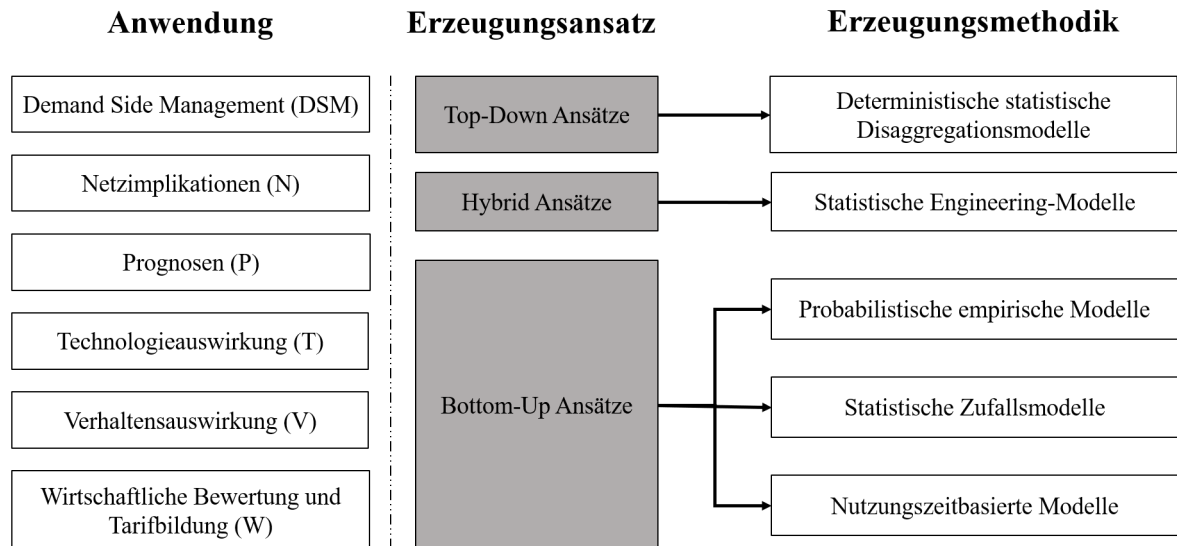 Anwendung
Demand Side Management (DSM)
Netzimplikationen (N)
Prognosen (P)
Technologieauswirkung (T)
Verhaltensauswirkung (V)
Wirtschaftliche Bewertung und
Tarifbildung (W)
Erzeugungsansatz
Top-Down Ansätze
Hybrid Ansätze
Bottom-Up Ansätze
Erzeugungsmethodik
Deterministische statistische
Disaggregationsmodelle
Statistische Engineering-Modelle
Probabilistische empirische Modelle
Statistische Zufallsmodelle
Nutzungszeitbasierte Modelle